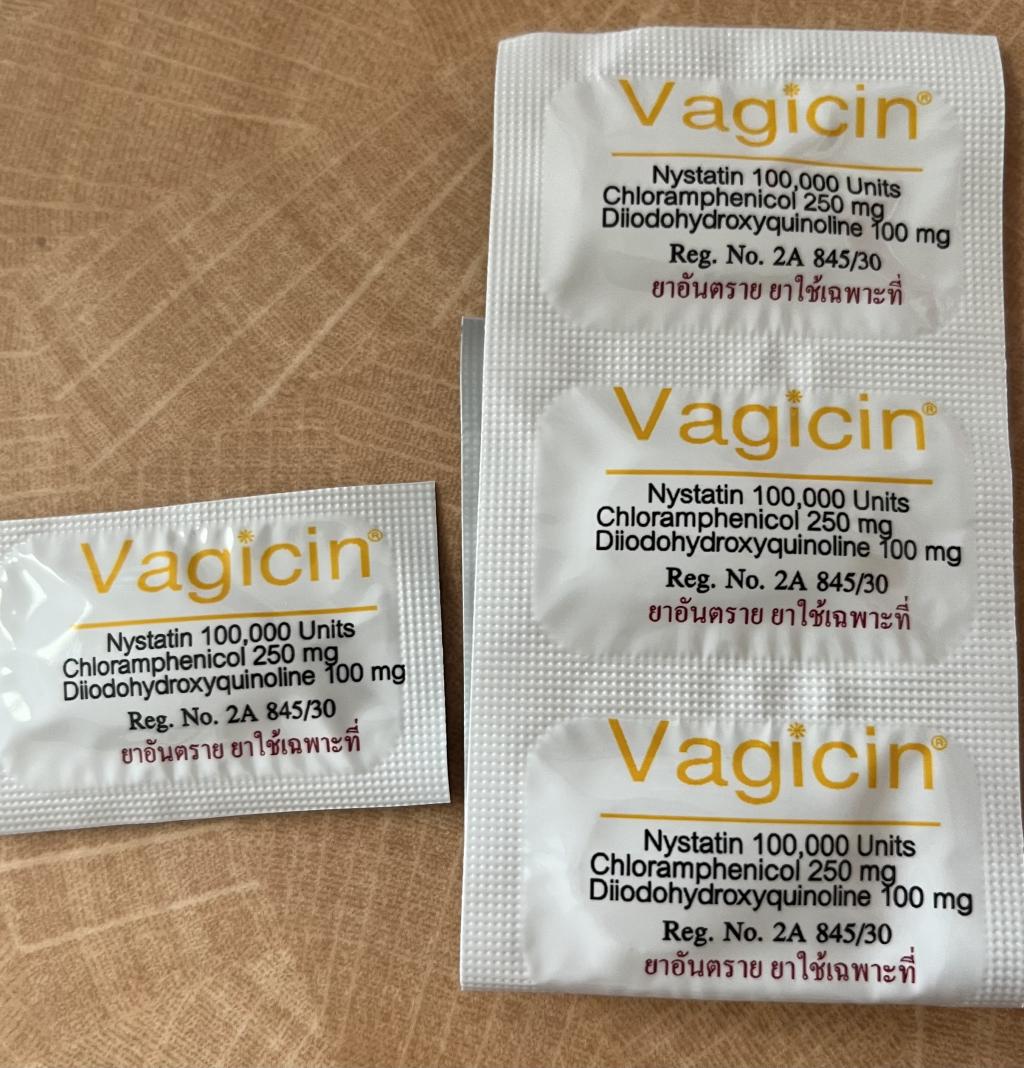 Vagicin®
Nystatin 100,000 Units
Chloramphenicol 250 mg
Diiodohydroxyquinoline 100 mg
Reg. No. 2A 845/30
ยาอันตราย ยาใช้เฉพาะที่
Vagicin®
Nystatin 100,000 Units
Chloramphenicol 250 mg
Diiodohydroxyquinoline 100 mg
Reg. No. 2A 845/30
ยาอันตราย ยาใช้เฉพาะที่
Vagicin®
Nystatin 100,000 Units
Chloramphenicol 250 mg
Diiodohydroxyquinoline 100 mg
Reg. No. 2A 845/30
ยาอันตราย ยาใช้เฉพาะที่
Vagicin®
Nystatin 100,000 Units
Chloramphenicol 250 mg
Diiodohydroxyquinoline 100 mg
Reg. No. 2A 845/30
ยาอันตราย ยาใช้เฉพาะที่